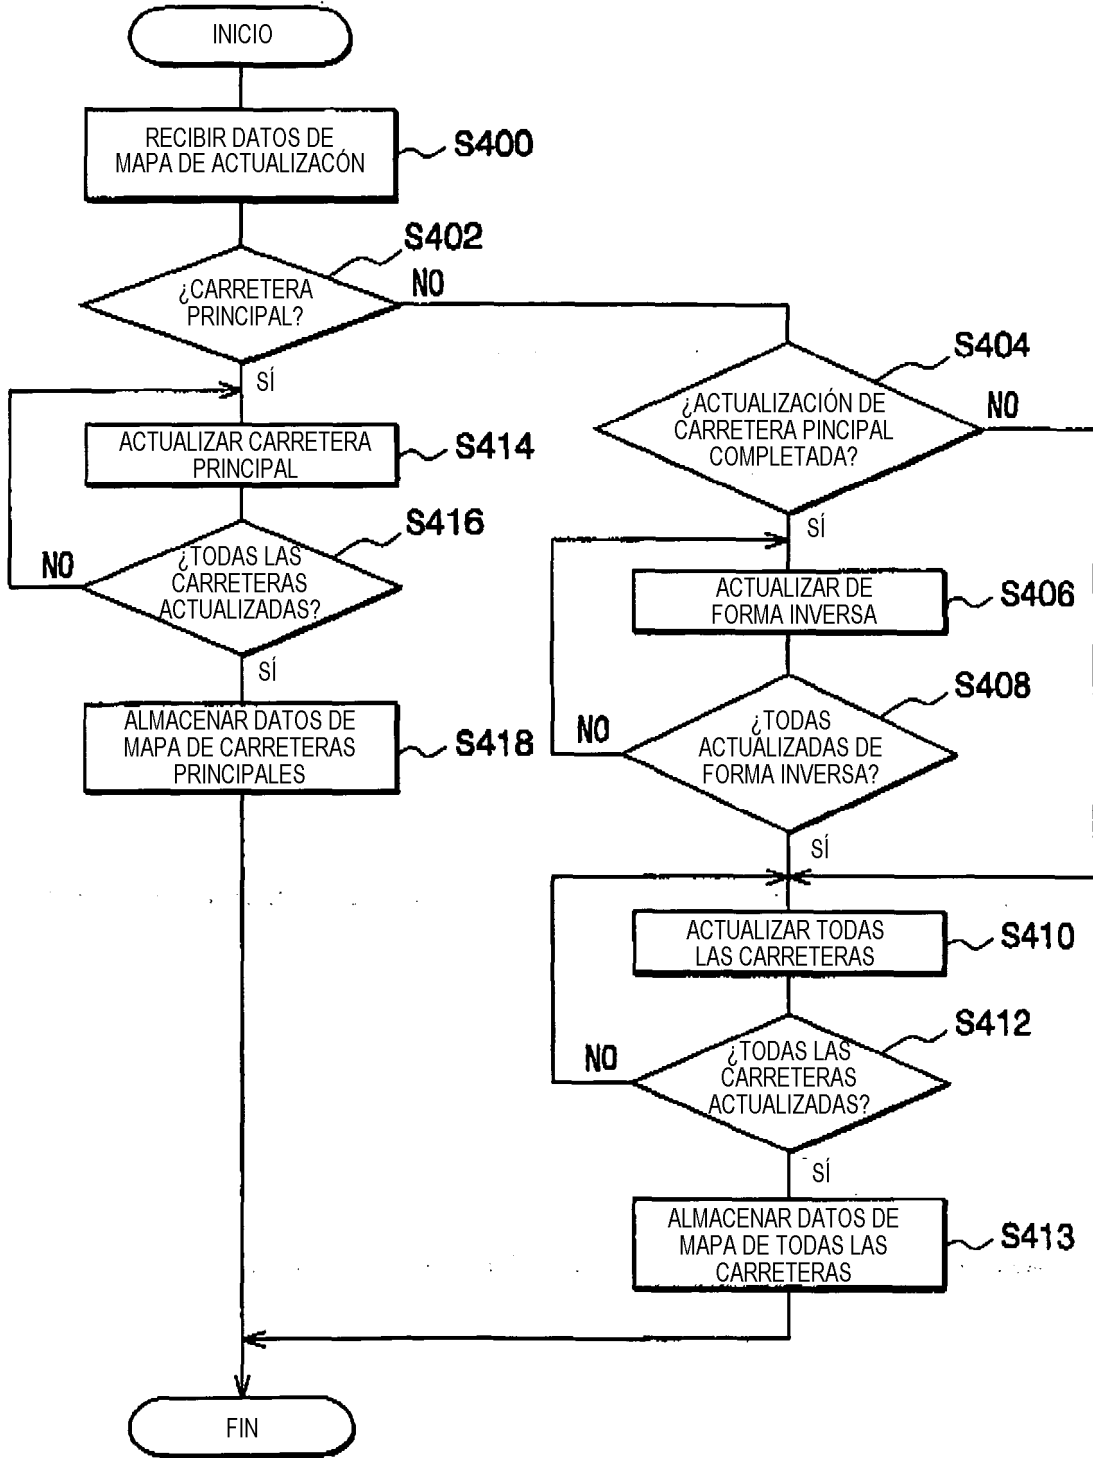 INICIO
RECIBIR DATOS DE
MAPA DE ACTUALIZACÓN
S400
S402
¿CARRETERA
PRINCIPAL?
NO
SÍ
S404
¿ACTUALIZACIÓN DE
CARRETERA PINCIPAL
COMPLETADA?
NO
SÍ
ACTUALIZAR CARRETERA
PRINCIPAL
S414
S416
¿TODAS LAS
CARRETERAS
ACTUALIZADAS?
NO
SÍ
ACTUALIZAR DE
FORMA INVERSA
S406
S408
¿TODAS
ACTUALIZADAS DE
FORMA INVERSA?
NO
SÍ
ALMACENAR DATOS DE
MAPA DE CARRETERAS
PRINCIPALES
S418
ACTUALIZAR TODAS
LAS CARRETERAS
S410
S412
¿TODAS LAS
CARRETERAS
ACTUALIZADAS?
NO
SÍ
ALMACENAR DATOS DE
MAPA DE TODAS LAS
CARRETERAS
S413
FIN